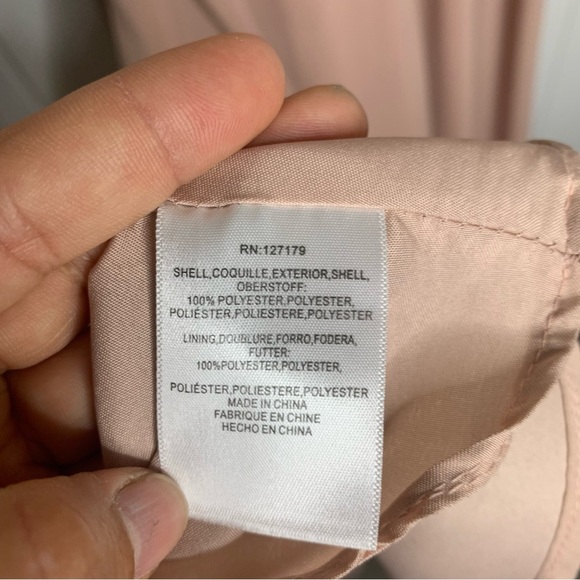 RN:127179
SHELL,COQUILLE,EXTERIOR,SHELL,
OBERSTOFF:
100% POLYESTER,POLYESTER,
POLIÉSTER,POLIESTERE,POLYESTER
LINING,DOUBLURE,FORRO,FODERA,
FUTTER:
100%POLYESTER,POLYESTER,
POLIÉSTER,POLIESTERE,POLYESTER
MADE IN CHINA
FABRIQUE EN CHINE
HECHO EN CHINA